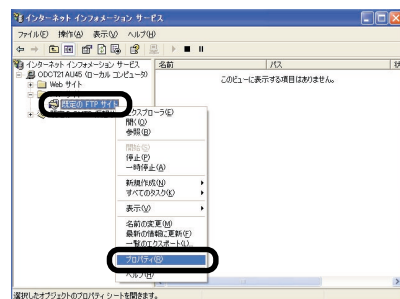 インターネット インフォメーション サービス
ファイル(F) 操作(A) 表示(V) ヘルプ(H)
インターネット インフォメーション サービス
ODCT21AU45 (ローカル コンピュータ)
Web サイト
既定の FTP サイト
名前 パス
このビューに表示する項目はありません。
エクスプローラ(E)
開く(O)
参照(B)
開始(S)
停止(P)
一時停止(A)
新規作成(N)
すべてのタスク(K)
表示(V)
名前の変更(M)
最新の情報に更新(F)
一覧のエクスポート(L)...
プロパティ(R)
ヘルプ(H)
選択したオブジェクトのプロパティ シートを開きます。